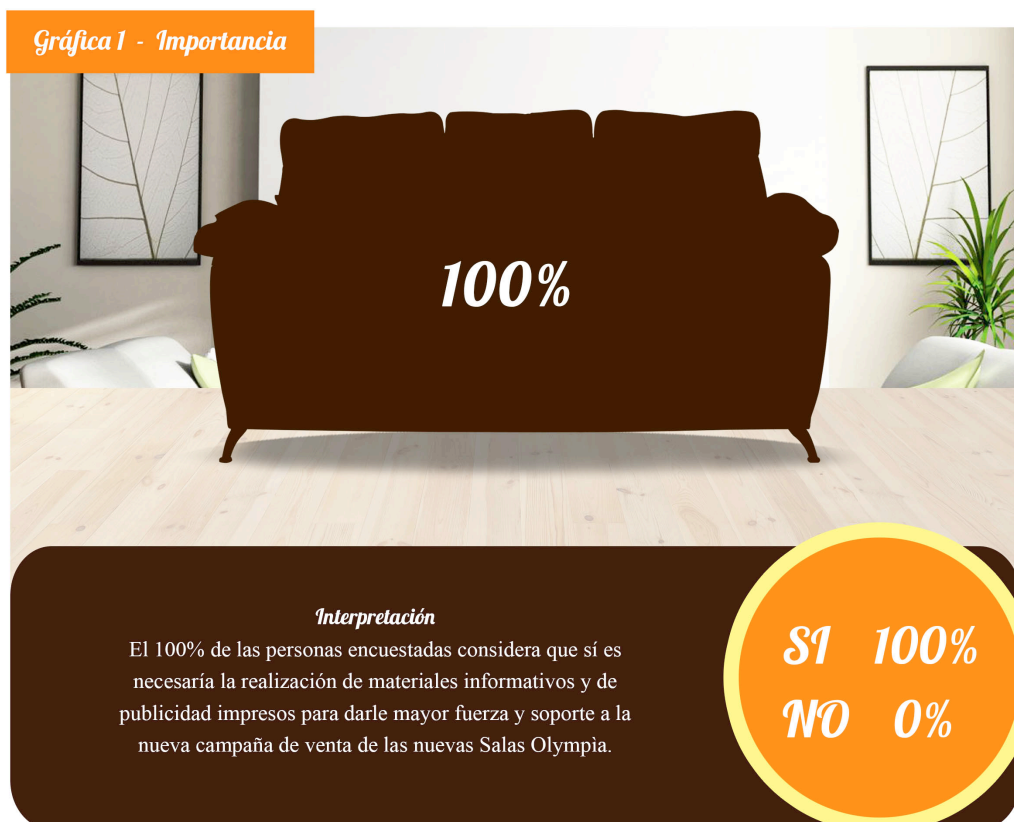 Gráfica 1 - Importancia
100%
Interpretación
El 100% de las personas encuestadas considera que sí es
necesaría la realización de materiales informativos y de
publicidad impresos para darle mayor fuerza y soporte a la
nueva campaña de venta de las nuevas Salas Olympìa.
SI 100%
NO 0%